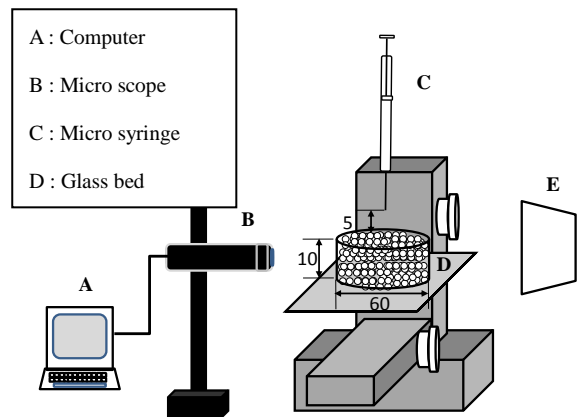 A : Computer
B : Micro scope
C : Micro syringe
D : Glass bed
C
E
B
5
D
10
A
60